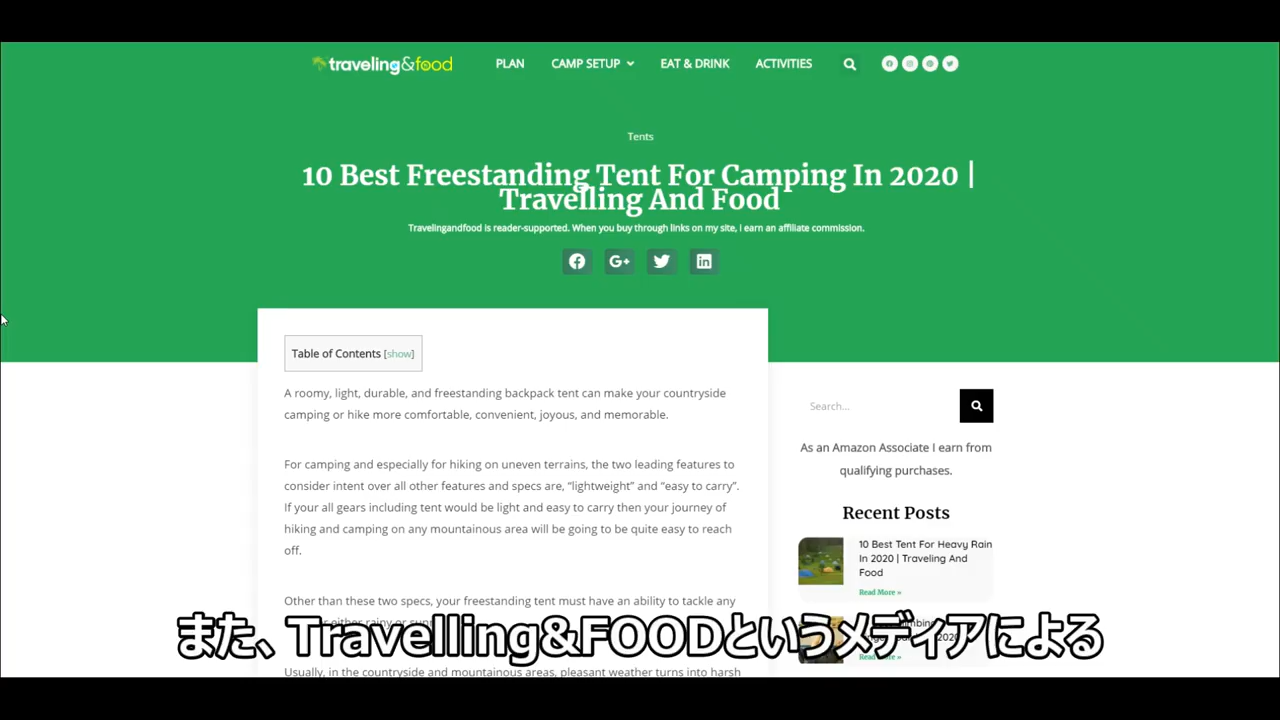 traveling&food
PLAN
CAMP SETUP
EAT & DRINK
ACTIVITIES
Tents
10 Best Freestanding Tent For Camping In 2020 |
Travelling And Food
Travelingandfood is reader-supported. When you buy through links on my site, I earn an affiliate commission.
Table of Contents [show]
A roomy, light, durable, and freestanding backpack tent can make your countryside
camping or hike more comfortable, convenient, joyous, and memorable.
For camping and especially for hiking on uneven terrains, the two leading features to
consider intent over all other features and specs are, “lightweight” and “easy to carry”.
If your all gears including tent would be light and easy to carry then your journey of
hiking and camping on any mountainous area will be going to be quite easy to reach
off.
Other than these two specs, your freestanding tent must have an ability to tackle any
either rainy or
Usually, in the countryside and mountainous areas, pleasant weather turns into harsh
Search...
As an Amazon Associate I earn from
qualifying purchases.
Recent Posts
10 Best Tent For Heavy Rain
In 2020 | Traveling And
Food
Read More »
Read More »
また、Travelling&FOODというメディアによる